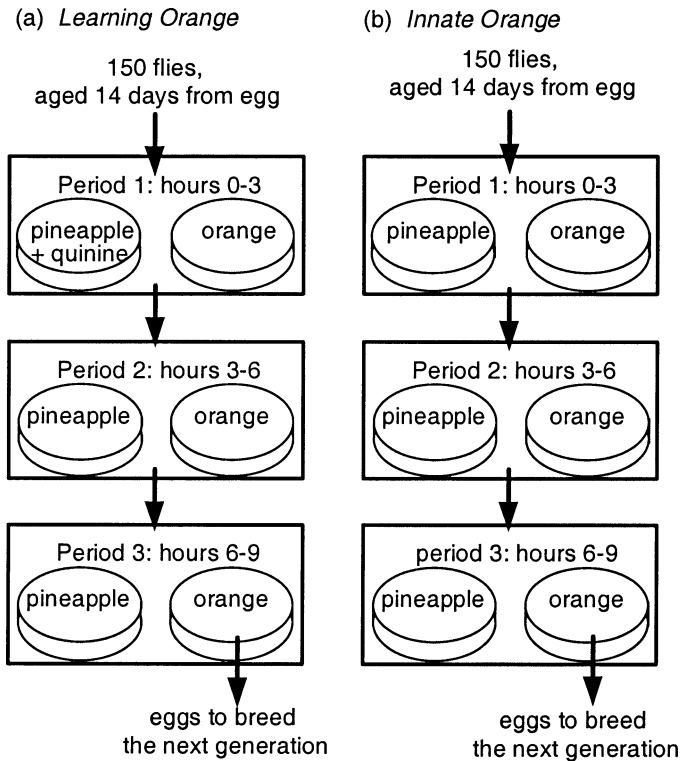 (a) Learning Orange
150 flies,
aged 14 days from egg
Period 1: hours 0-3
pineapple
+ quinine
orange
Period 2: hours 3-6
pineapple
orange
Period 3: hours 6-9
pineapple
orange
eggs to breed
the next generation
(b) Innate Orange
150 flies,
aged 14 days from egg
Period 1: hours 0-3
pineapple
orange
Period 2: hours 3-6
pineapple
orange
period 3: hours 6-9
pineapple
orange
eggs to breed
the next generation